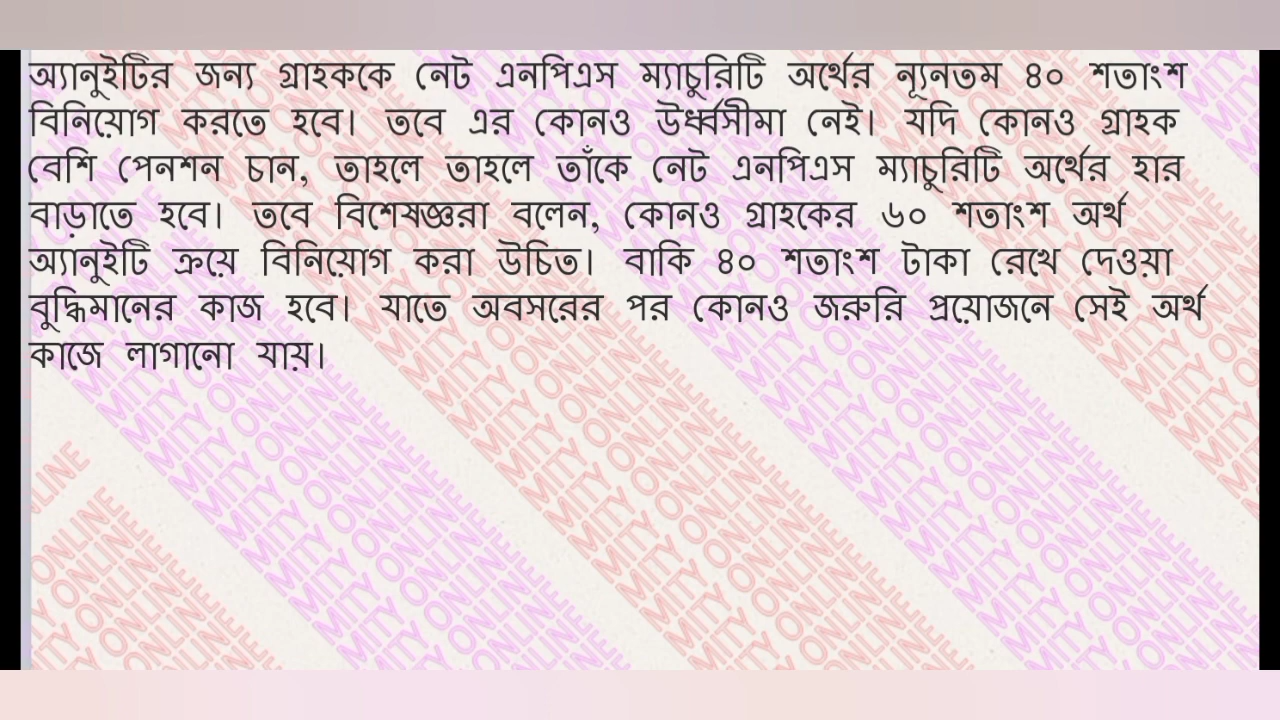 অ্যানুইটির জন্য গ্রাহককে নেট এনপিএস ম্যাচুরিটি অর্থের ন্যূনতম ৪০ শতাংশ
বিনিয়োগ করতে হবে। তবে এর কোনও উর্ধ্বসীমা নেই। যদি কোনও গ্রাহক
বেশি পেনশন চান, তাহলে তাহলে তাঁকে নেট এনপিএস ম্যাচুরিটি অর্থের হার
বাড়াতে হবে। তবে বিশেষজ্ঞরা বলেন, কোনও গ্রাহকের ৬০ শতাংশ অর্থ
অ্যানুইটি ক্রয়ে বিনিয়োগ করা উচিত। বাকি ৪০ শতাংশ টাকা রেখে দেওয়া
বুদ্ধিমানের কাজ হবে। যাতে অবসরের পর কোনও জরুরি প্রয়োজনে সেই অর্থ
কাজে লাগানো যায়।